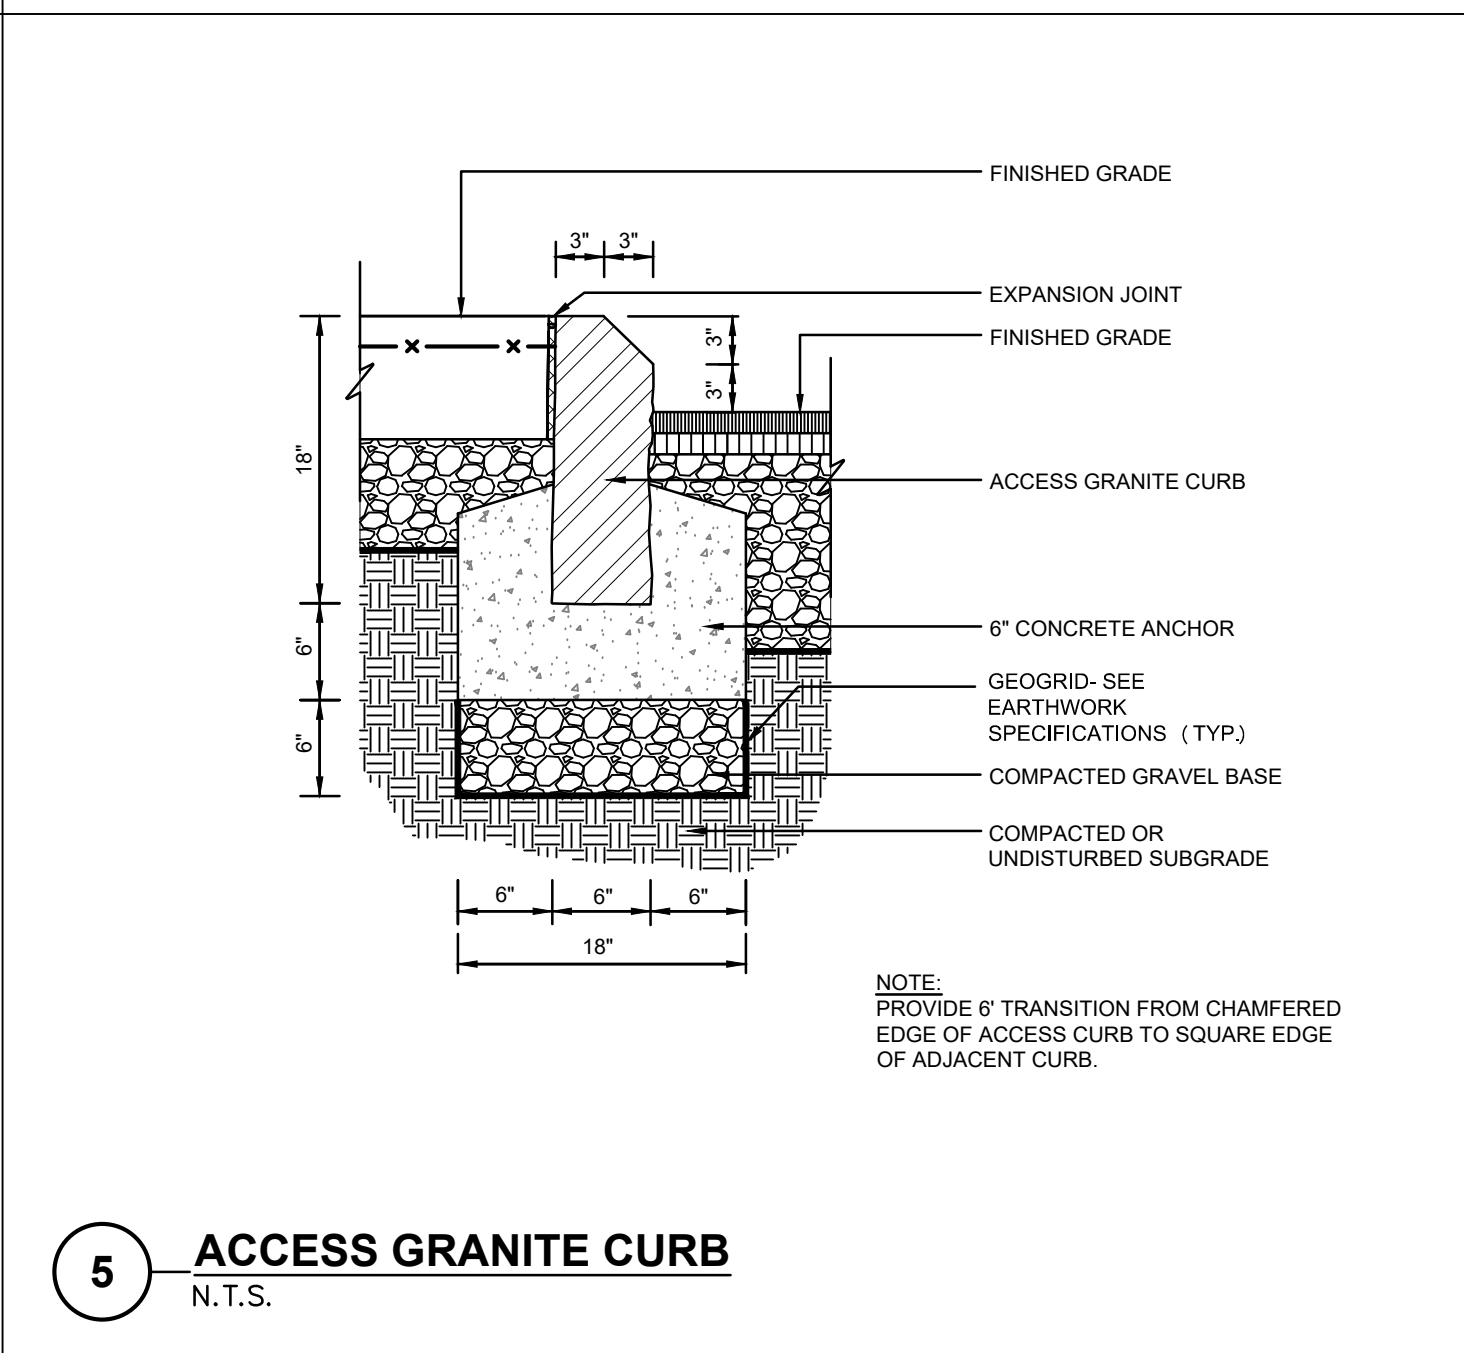 FINISHED GRADE
3" 3"
EXPANSION JOINT
FINISHED GRADE
3"
3"
18"
ACCESS GRANITE CURB
6" CONCRETE ANCHOR
6"
GEOGRID- SEE
EARTHWORK
SPECIFICATIONS (TYP.)
6"
COMPACTED GRAVEL BASE
COMPACTED OR
UNDISTURBED SUBGRADE
6" 6" 6"
18"
NOTE:
PROVIDE 6' TRANSITION FROM CHAMFERED
EDGE OF ACCESS CURB TO SQUARE EDGE
OF ADJACENT CURB.
5 ACCESS GRANITE CURB
N.T.S.